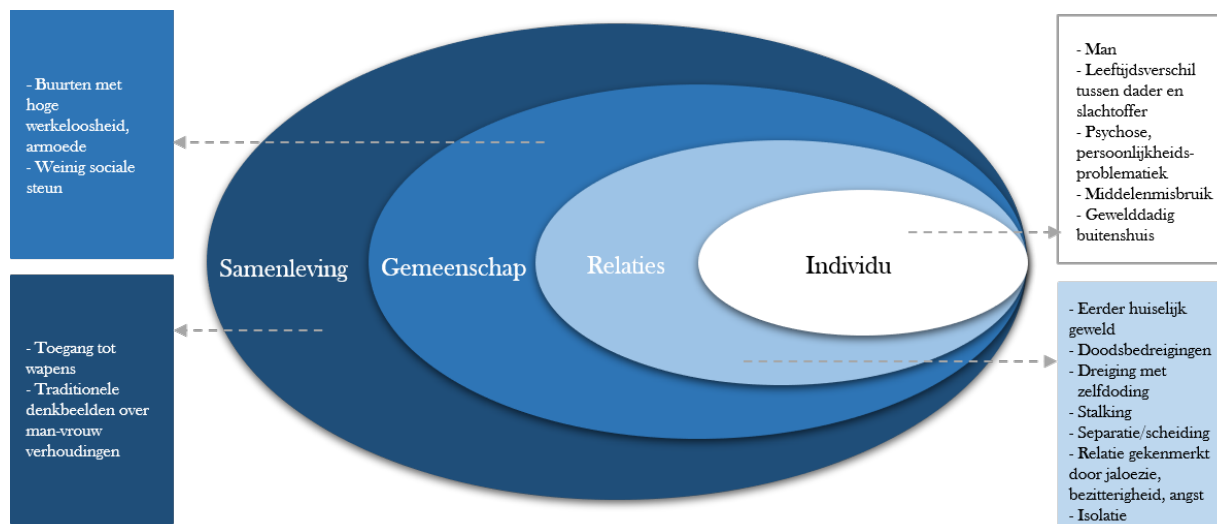 - Buurten met
hoge
werkeloosheid,
armoede
- Weinig sociale
steun
- Toegang tot
wapens
- Traditionele
denkbeelden over
man-vrouw
verhoudingen
Samenleving
Gemeenschap
Relaties
Individu
- Man
- Leeftijdsverschil
tussen dader en
slachtoffer
- Psychose,
persoonlijkheids-
problematiek
- Middelenmisbruik
- Gewelddadig
buitenshuis
- Eerder huiselijk
geweld
- Doodsbedreigingen
- Dreiging met
zelfdoding
- Stalking
- Separatie/scheiding
- Relatie gekenmerkt
door jaloezie,
bezitterigheid, angst
- Isolatie